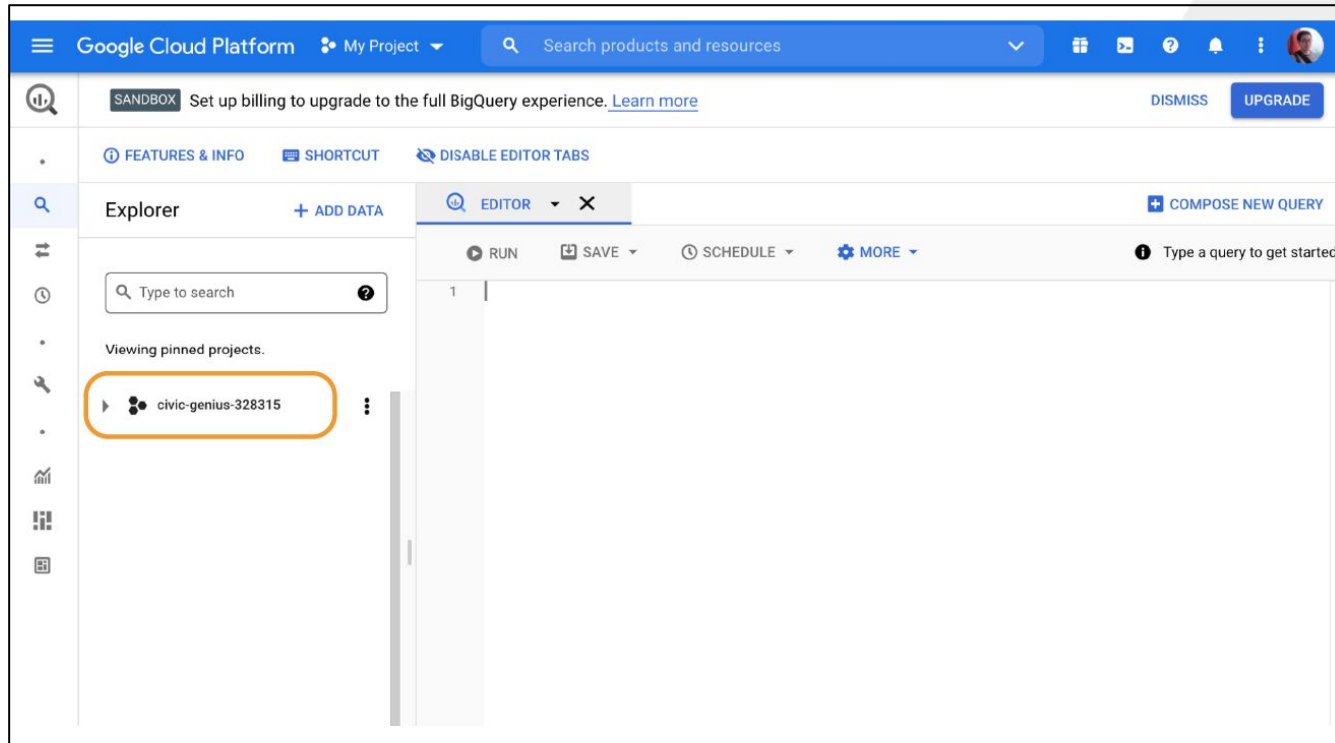 Google Cloud Platform My Project Search products and resources
SANDBOX Set up billing to upgrade to the full BigQuery experience. Learn more DISMISS UPGRADE
FEATURES & INFO SHORTCUT DISABLE EDITOR TABS
Explorer + ADD DATA EDITOR COMPOSE NEW QUERY
RUN SAVE SCHEDULE MORE Type a query to get started
Type to search 1
Viewing pinned projects.
civic-genius-328315